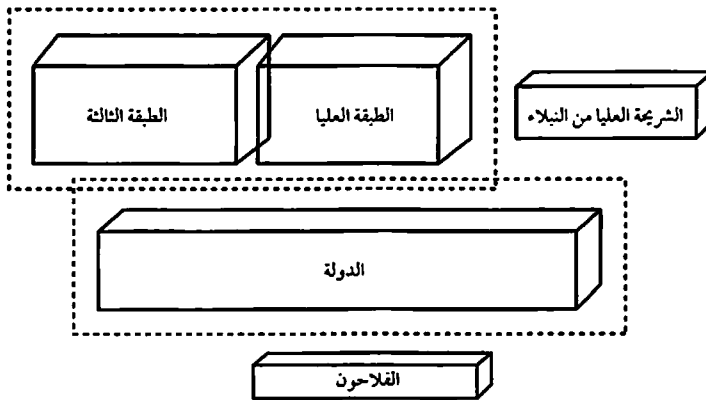 الشريحة العليا من النبلاء
الطبقة العليا
الطبقة الثالثة
الدولة
الفلاحون